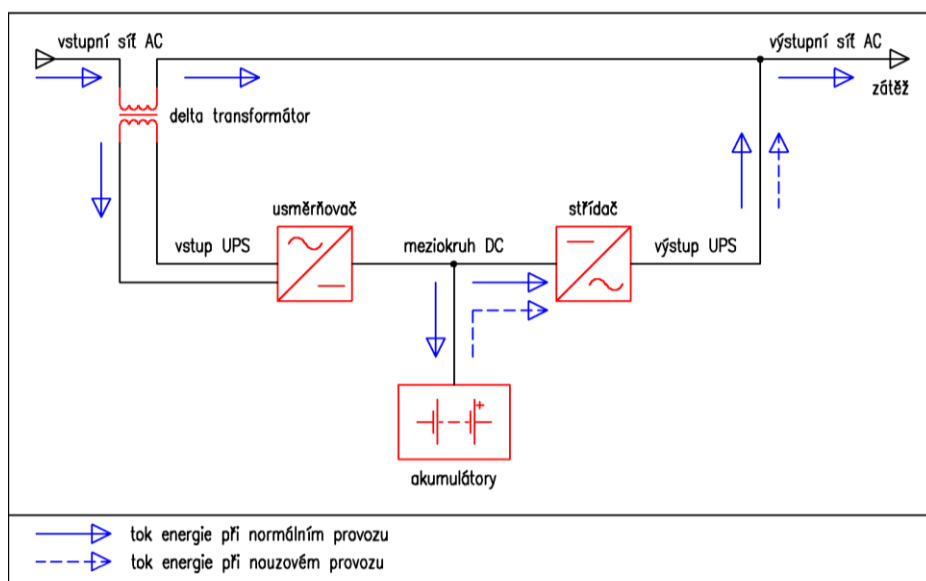 vstupní síť AC
výstupní síť AC
zátěž
delta transformátor
usměrňovač
střídač
vstup UPS
meziokruh DC
výstup UPS
akumulátory
tok energie při normálním provozu
tok energie při nouzovém provozu